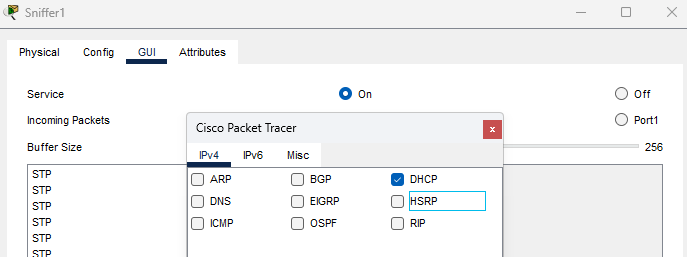 Sniffer1
Physical Config GUI Attributes
Service On Off
Incoming Packets Port1
Buffer Size 256
Cisco Packet Tracer x
IPv4 IPv6 Misc
ARP BGP DHCP
DNS EIGRP HSRP
ICMP OSPF RIP
STP
STP
STP
STP
STP
STP